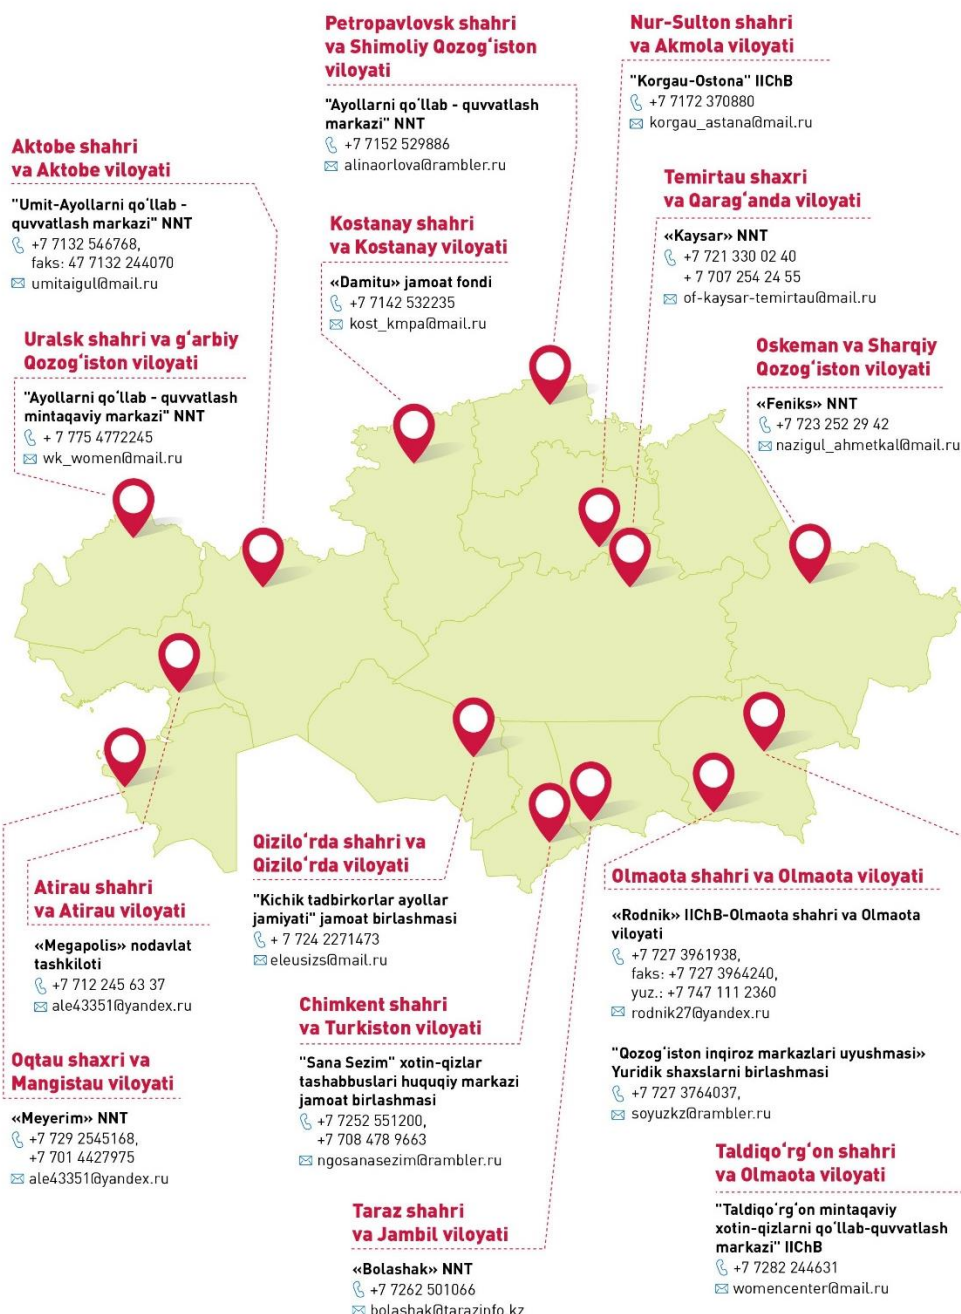 Petropavlovsk shahri
va Shimoliy Qozog‘iston
viloyati
"Ayollarni qo‘llab - quvvatlash
markazi" NNT
+7 7152 529886
alinaorlova@rambler.ru
Nur-Sulton shahri
va Akmola viloyati
"Korgau-Ostona" IIChB
+7 7172 370880
korgau_astana@mail.ru
Aktobe shahri
va Aktobe viloyati
"Umit-Ayollarni qo‘llab -
quvvatlash markazi" NNT
+7 7132 546768,
faks: 47 7132 244070
umitaigul@mail.ru
Kostanay shahri
va Kostanay viloyati
«Damitu» jamoat fondi
+7 7142 532235
kost_kmpa@mail.ru
Temirtau shaxri
va Qarag‘anda viloyati
«Kaysar» NNT
+7 721 330 02 40
+ 7 707 254 24 55
of-kaysar-temirtau@mail.ru
Uralsk shahri va g‘arbiy
Qozog‘iston viloyati
"Ayollarni qo‘llab - quvvatlash
mintaqaviy markazi" NNT
+ 7 775 4772245
wk_women@mail.ru
Oskeman va Sharqiy
Qozog‘iston viloyati
«Feniks» NNT
+7 723 252 29 42
nazigul_ahmetkal@mail.ru
Atirau shahri
va Atirau viloyati
«Megapolis» nodavlat
tashkiloti
+7 712 245 63 37
ale43351@yandex.ru
Oqtau shaxri va
Mangistau viloyati
«Meyerim» NNT
+7 729 2545168,
+7 701 4427975
ale43351@yandex.ru
Qizilo‘rda shahri va
Qizilo‘rda viloyati
"Kichik tadbirkorlar ayollar
jamiyati" jamoat birlashmasi
+ 7 724 2271473
eleusizs@mail.ru
Chimkent shahri
va Turkiston viloyati
"Sana Sezim" xotin-qizlar
tashabbuslari huquqiy markazi
jamoat birlashmasi
+7 7252 551200,
+7 708 478 9663
ngosanasezim@rambler.ru
Taraz shahri
va Jambil viloyati
«Bolashak» NNT
+7 7262 501066
bolashak@tarazinfo.kz
Olmaota shahri va Olmaota viloyati
«Rodnik» IIChB-Olmaota shahri va Olmaota
viloyati
+7 727 3961938,
faks: +7 727 3964240,
yuz.: +7 747 111 2360
rodnik27@yandex.ru
"Qozog‘iston inqiroz markazlari uyushmasi»
Yuridik shaxslarni birlashmasi
+7 727 3764037,
soyuzkz@rambler.ru
Taldiqo‘rg‘on shahri
va Olmaota viloyati
"Taldiqo‘rg‘on mintaqaviy
xotin-qizlarni qo‘llab-quvvatlash
markazi" IIChB
+7 7282 244631
womencenter@mail.ru